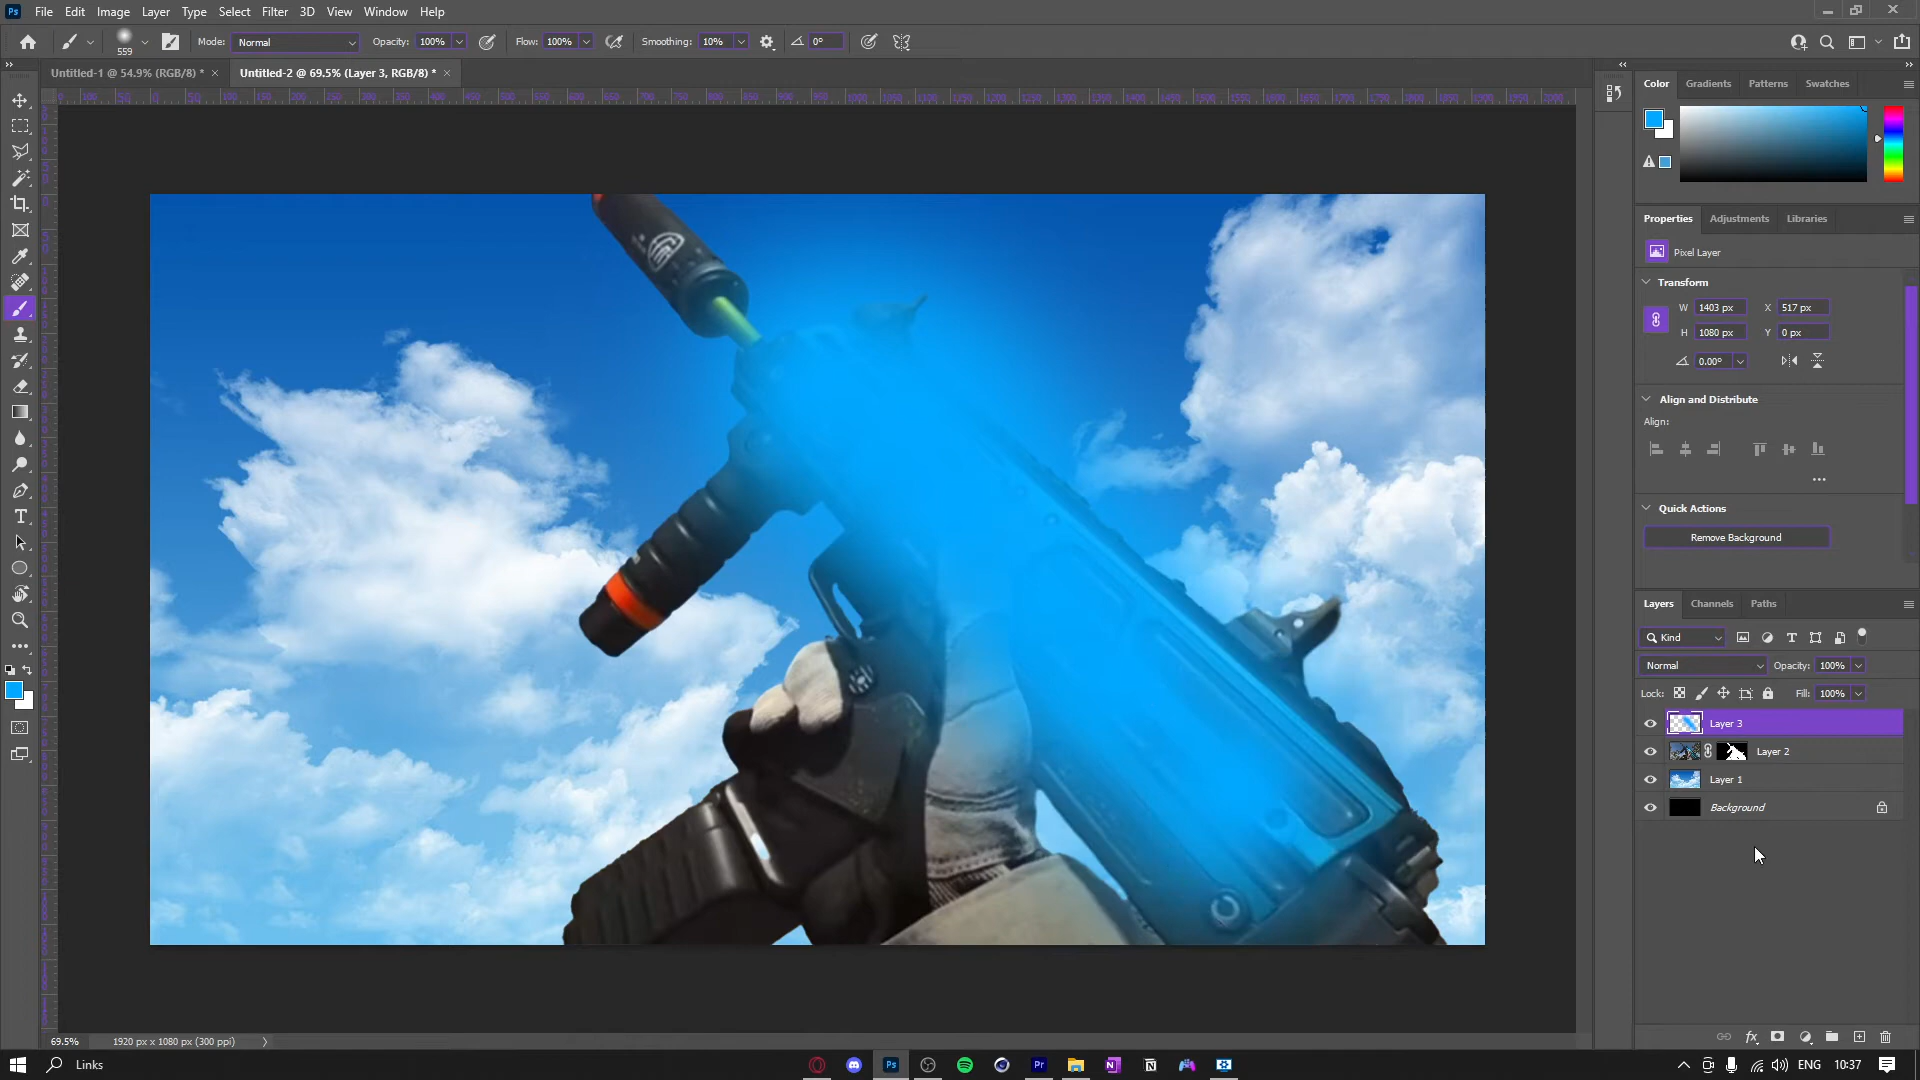 Ps File Edit Image Layer Type Select Filter 3D View Window Help
559 Mode: Normal Opacity: 100% Flow: 100% Smoothing: 10% 0°
Untitled-1 @ 54.9% (RGB/8) * × Untitled-2 @ 69.5% (Layer 3, RGB/8) * ×
Color Gradients Patterns Swatches
Properties Adjustments Libraries
Pixel Layer
Transform
W 1403 px X 517 px
H 1080 px Y 0 px
0.00°
Align and Distribute
Align:
Quick Actions
Remove Background
Layers Channels Paths
Kind
Normal Opacity: 100%
Lock: Fill: 100%
Layer 3
Layer 2
Layer 1
Background
fx
69.5% 1920 px x 1080 px (300 ppi)
Links Ps Pr N N ENG 10:37